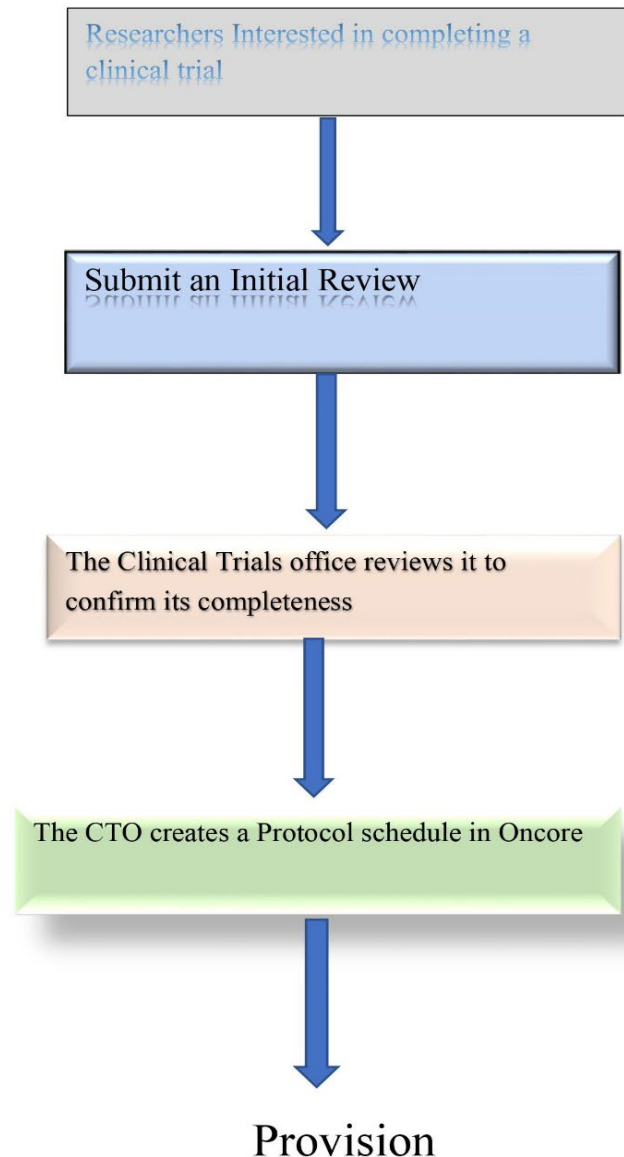 Researchers Interested in completing a
clinical trial
Submit an Initial Review
The Clinical Trials office reviews it to
confirm its completeness
The CTO creates a Protocol schedule in Oncore
Provision